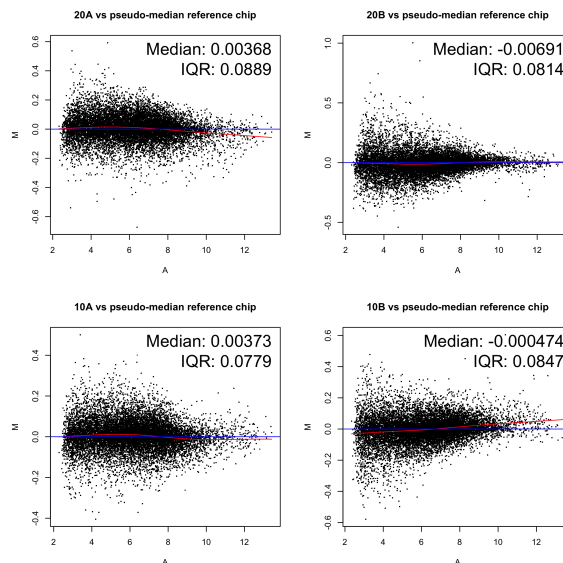 20A vs pseudo-median reference chip
Median: 0.00368
IQR: 0.0889
M
0.6
0.4
0.2
0.0
-0.2
-0.4
-0.6
2 4 6 8 10 12
A
20B vs pseudo-median reference chip
Median: -0.00691
IQR: 0.0814
M
1.0
0.5
0.0
-0.5
2 4 6 8 10 12
A
10A vs pseudo-median reference chip
Median: 0.00373
IQR: 0.0779
M
0.4
0.2
0.0
-0.2
-0.4
2 4 6 8 10 12
A
10B vs pseudo-median reference chip
Median: -0.000474
IQR: 0.0847
M
0.6
0.4
0.2
0.0
-0.2
-0.4
-0.6
2 4 6 8 10 12
A